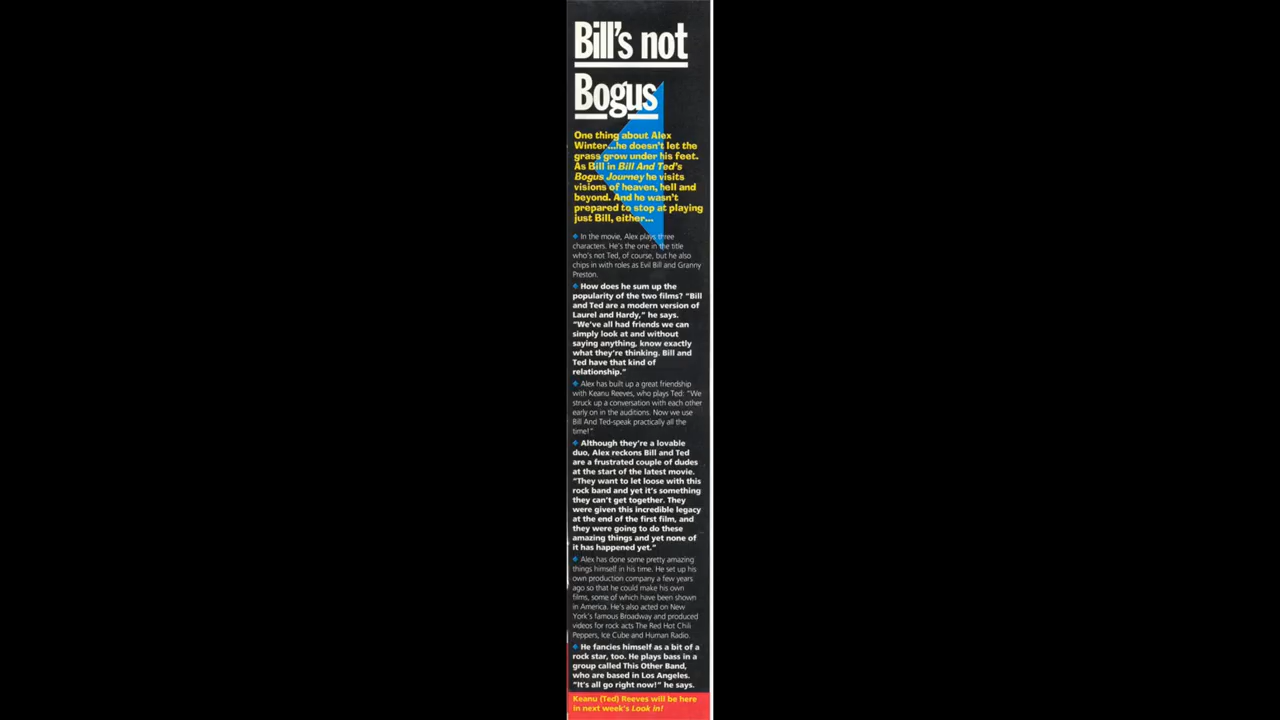 Bill's not
Bogus
One thing about Alex
Winter...he doesn't let the
grass grow under his feet.
As Bill in Bill And Ted's
Bogus Journey he visits
visions of heaven, hell and
beyond. And he wasn't
prepared to stop at playing
just Bill, either...
❖ In the movie, Alex plays three
characters. He's the one in the title
who's not Ted, of course, but he also
chips in with roles as Evil Bill and Granny
Preston.
❖ How does he sum up the
popularity of the two films? "Bill
and Ted are a modern version of
Laurel and Hardy," he says.
"We've all had friends we can
simply look at and without
saying anything, know exactly
what they're thinking. Bill and
Ted have that kind of
relationship."
❖ Alex has built up a great friendship
with Keanu Reeves, who plays Ted: "We
struck up a conversation with each other
early on in the auditions. Now we use
Bill And Ted-speak practically all the
time!"
❖ Although they're a lovable
duo, Alex reckons Bill and Ted
are a frustrated couple of dudes
at the start of the latest movie.
"They want to let loose with this
rock band and yet it's something
they can't get together. They
were given this incredible legacy
at the end of the first film, and
they were going to do these
amazing things and yet none of
it has happened yet."
❖ Alex has done some pretty amazing
things himself in his time. He set up his
own production company a few years
ago so that he could make his own
films, some of which have been shown
in America. He's also acted on New
York's famous Broadway and produced
videos for rock acts The Red Hot Chili
Peppers, Ice Cube and Human Radio.
❖ He fancies himself as a bit of a
rock star, too. He plays bass in a
group called This Other Band,
who are based in Los Angeles.
"It's all go right now!" he says.
Keanu (Ted) Reeves will be here
in next week's Look in!